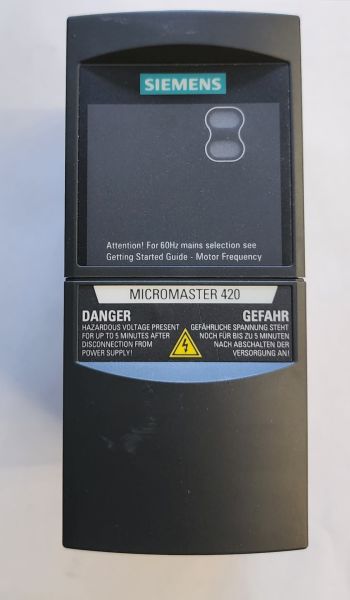 SIEMENS
Attention! For 60Hz mains selection see
Getting Started Guide - Motor Frequency
MICROMASTER 420
DANGER
HAZARDOUS VOLTAGE PRESENT
FOR UP TO 5 MINUTES AFTER
DISCONNECTION FROM
POWER SUPPLY!
GEFAHR
GEFÄHRLICHE SPANNUNG STEHT
NOCH FÜR BIS ZU 5 MINUTEN
NACH ABSCHALTEN DER
VERSORGUNG AN!